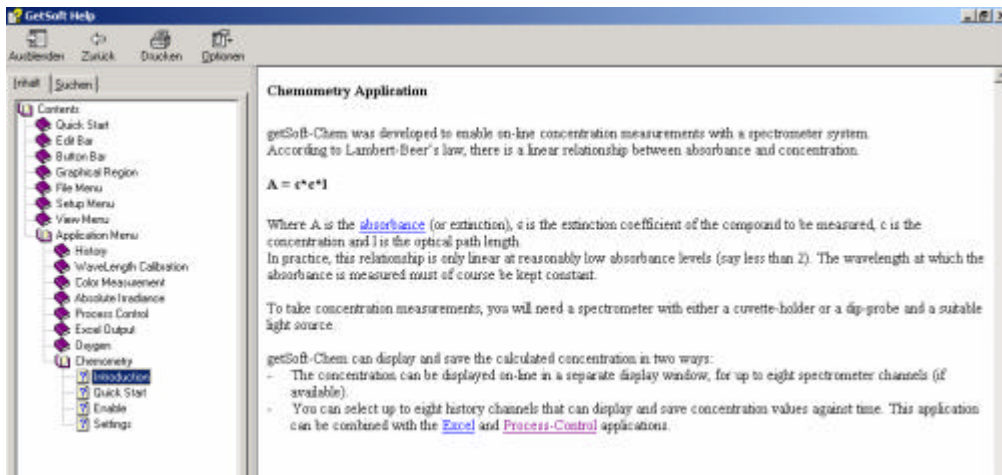 GetSoft Help
Ausblenden Zurück Drucken Optionen
Inhalt Suchen
Contents
Quick Start
Edit Bar
Button Bar
Graphical Region
File Menu
Setup Menu
View Menu
Application Menu
History
WaveLength Calibration
Color Measurement
Absolute Irradiance
Process Control
Excel Output
Oxygen
Chemometry
Introduction
Quick Start
Enable
Settings
Chemometry Application
getSoft-Chem was developed to enable on-line concentration measurements with a spectrometer system.
According to Lambert-Beer's law, there is a linear relationship between absorbance and concentration.
A = ε*c*l
Where A is the absorbance (or extinction), ε is the extinction coefficient of the compound to be measured, c is the
concentration and l is the optical path length.
In practice, this relationship is only linear at reasonably low absorbance levels (say less than 2). The wavelength at which the
absorbance is measured must of course be kept constant.
To take concentration measurements, you will need a spectrometer with either a cuvette-holder or a dip-probe and a suitable
light source.
getSoft-Chem can display and save the calculated concentration in two ways:
- The concentration can be displayed on-line in a separate display window, for up to eight spectrometer channels (if
available).
- You can select up to eight history channels that can display and save concentration values against time. This application
can be combined with the Excel and Process-Control applications.